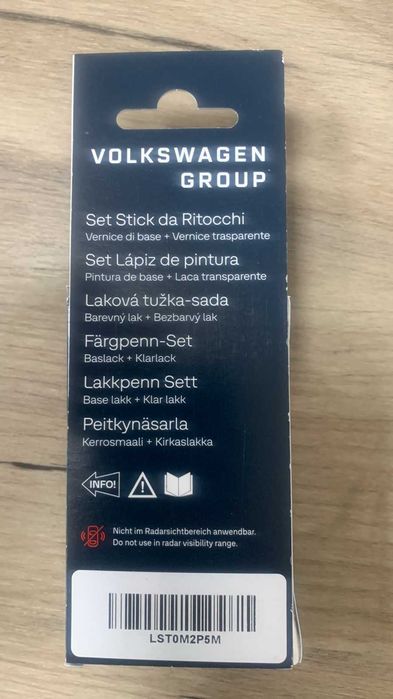 VOLKSWAGEN
GROUP
Set Stick da Ritocchi
Vernice di base + Vernice trasparente
Set Lápiz de pintura
Pintura de base + Laca transparente
Laková tužka-sada
Barevný lak + Bezbarvý lak
Färgpenn-Set
Baslack + Klarlack
Lakkpenn Sett
Base lakk + Klar lakk
Peitkynäsarla
Kerrosmaali + Kirkaslakka
INFO!
Nicht im Radarsichtbereich anwendbar.
Do not use in radar visibility range.
LST0M2P5M